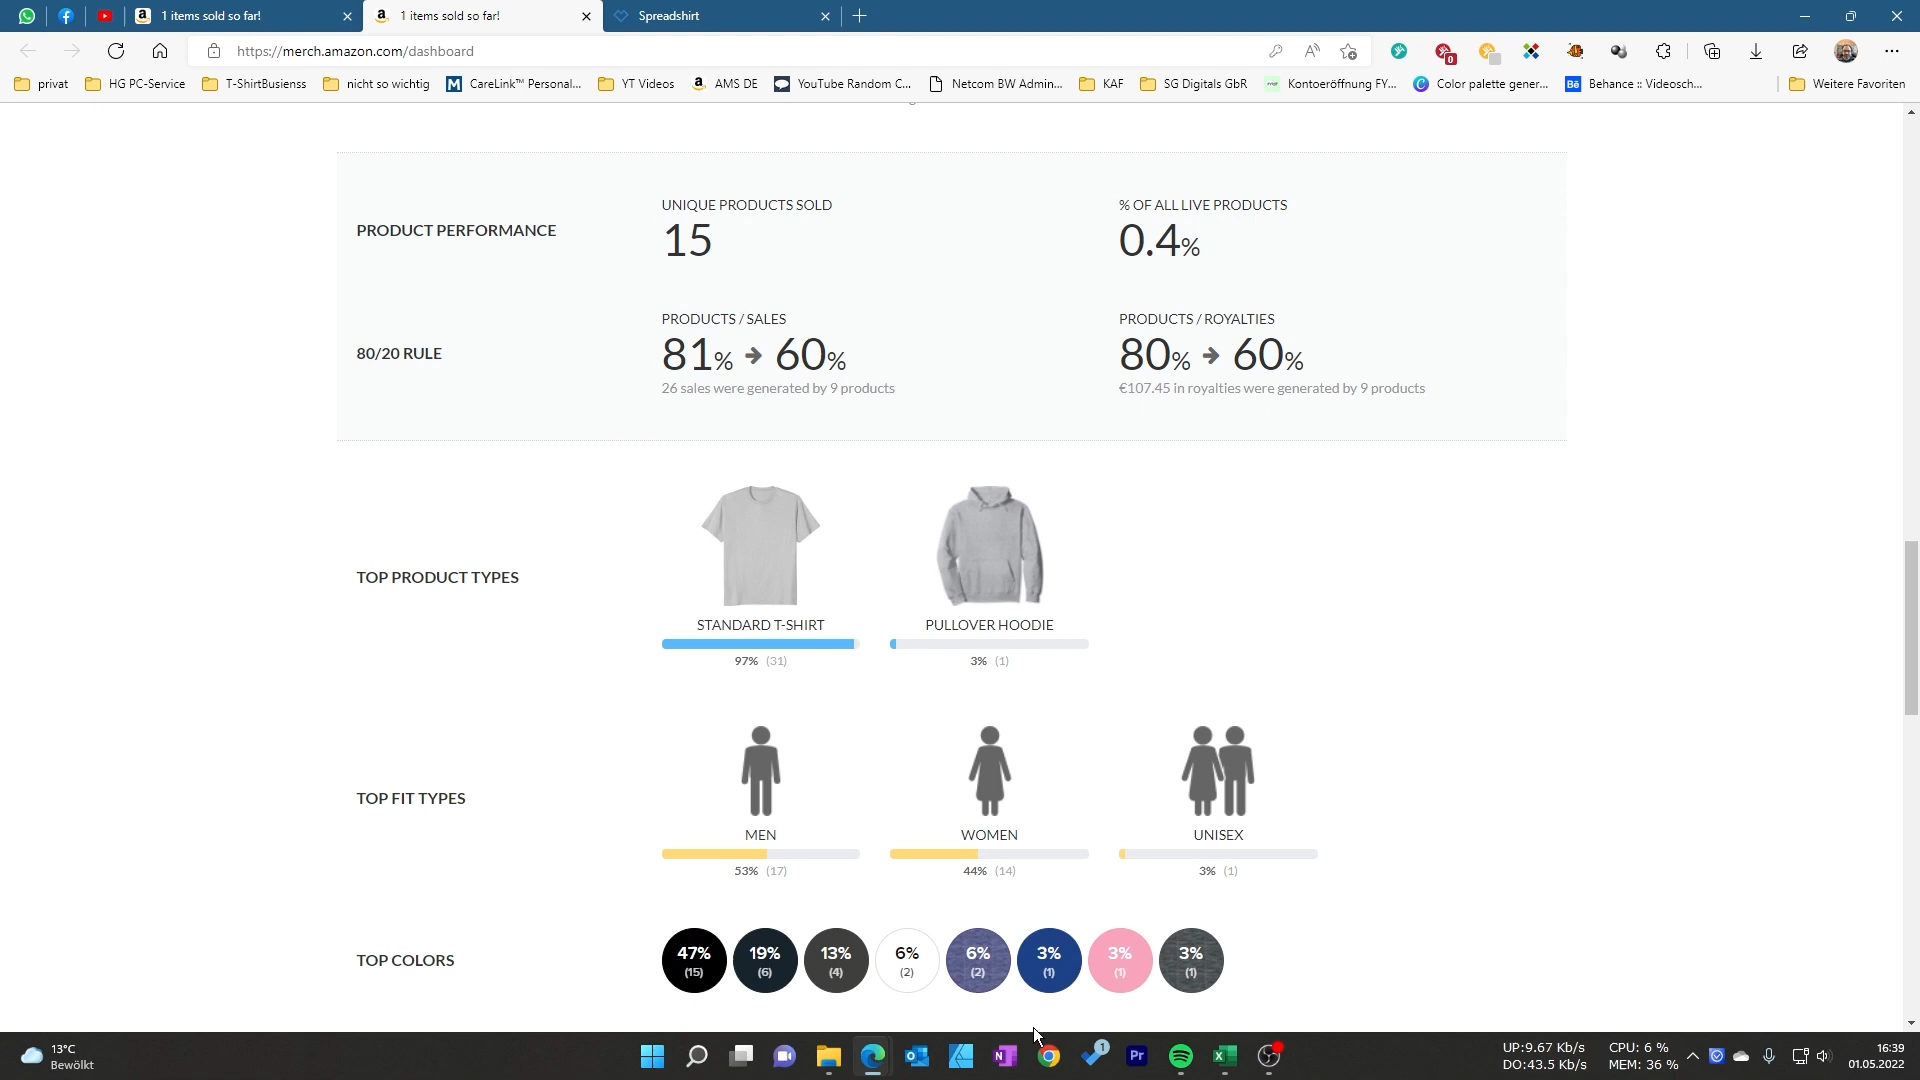 1 items sold so far!
1 items sold so far!
Spreadshirt
https://merch.amazon.com/dashboard
0
privat
HG PC-Service
T-ShirtBusienss
nicht so wichtig
CareLink™ Personal...
YT Videos
AMS DE
YouTube Random C...
Netcom BW Admin...
KAF
SG Digitals GbR
Kontoeröffnung FY...
Color palette gener...
Behance :: Videosch...
Weitere Favoriten
PRODUCT PERFORMANCE
UNIQUE PRODUCTS SOLD
15
% OF ALL LIVE PRODUCTS
0.4%
80/20 RULE
PRODUCTS / SALES
81% ➔ 60%
26 sales were generated by 9 products
PRODUCTS / ROYALTIES
80% ➔ 60%
€107.45 in royalties were generated by 9 products
TOP PRODUCT TYPES
STANDARD T-SHIRT
97% (31)
PULLOVER HOODIE
3% (1)
TOP FIT TYPES
MEN
53% (17)
WOMEN
44% (14)
UNISEX
3% (1)
TOP COLORS
47%
(15)
19%
(6)
13%
(4)
6%
(2)
6%
(2)
3%
(1)
3%
(1)
3%
(1)
13°C
Bewölkt
1
UP:9.67 Kb/s
DO:43.5 Kb/s
CPU: 6 %
MEM: 36 %
16:39
01.05.2022